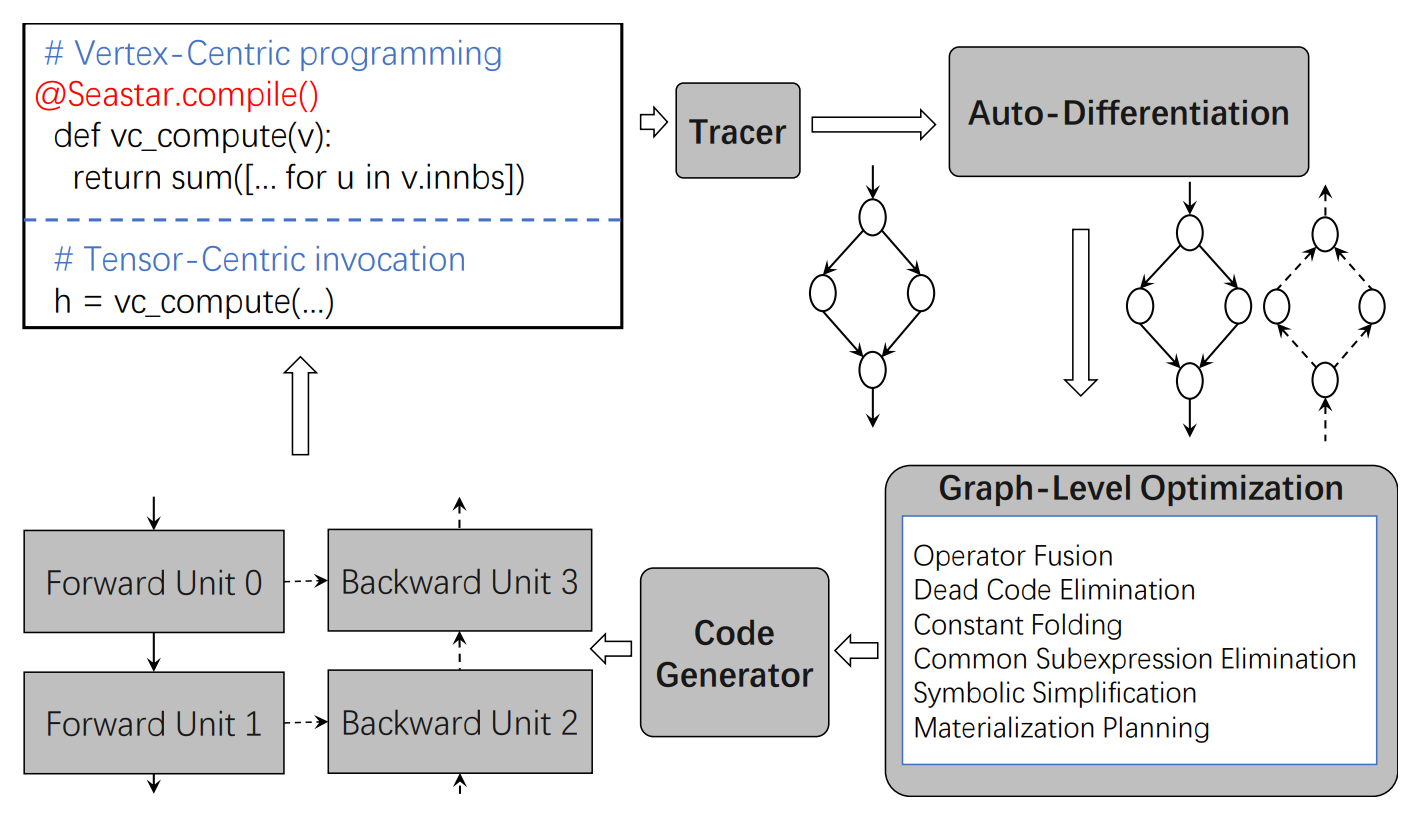 # Vertex-Centric programming
@Seastar.compile()
def vc_compute(v):
return sum([... for u in v.innbs])
# Tensor-Centric invocation
h = vc_compute(...)
Tracer
Auto-Differentiation
Graph-Level Optimization
Operator Fusion
Dead Code Elimination
Constant Folding
Common Subexpression Elimination
Symbolic Simplification
Materialization Planning
Code
Generator
Forward Unit 0
Backward Unit 3
Forward Unit 1
Backward Unit 2